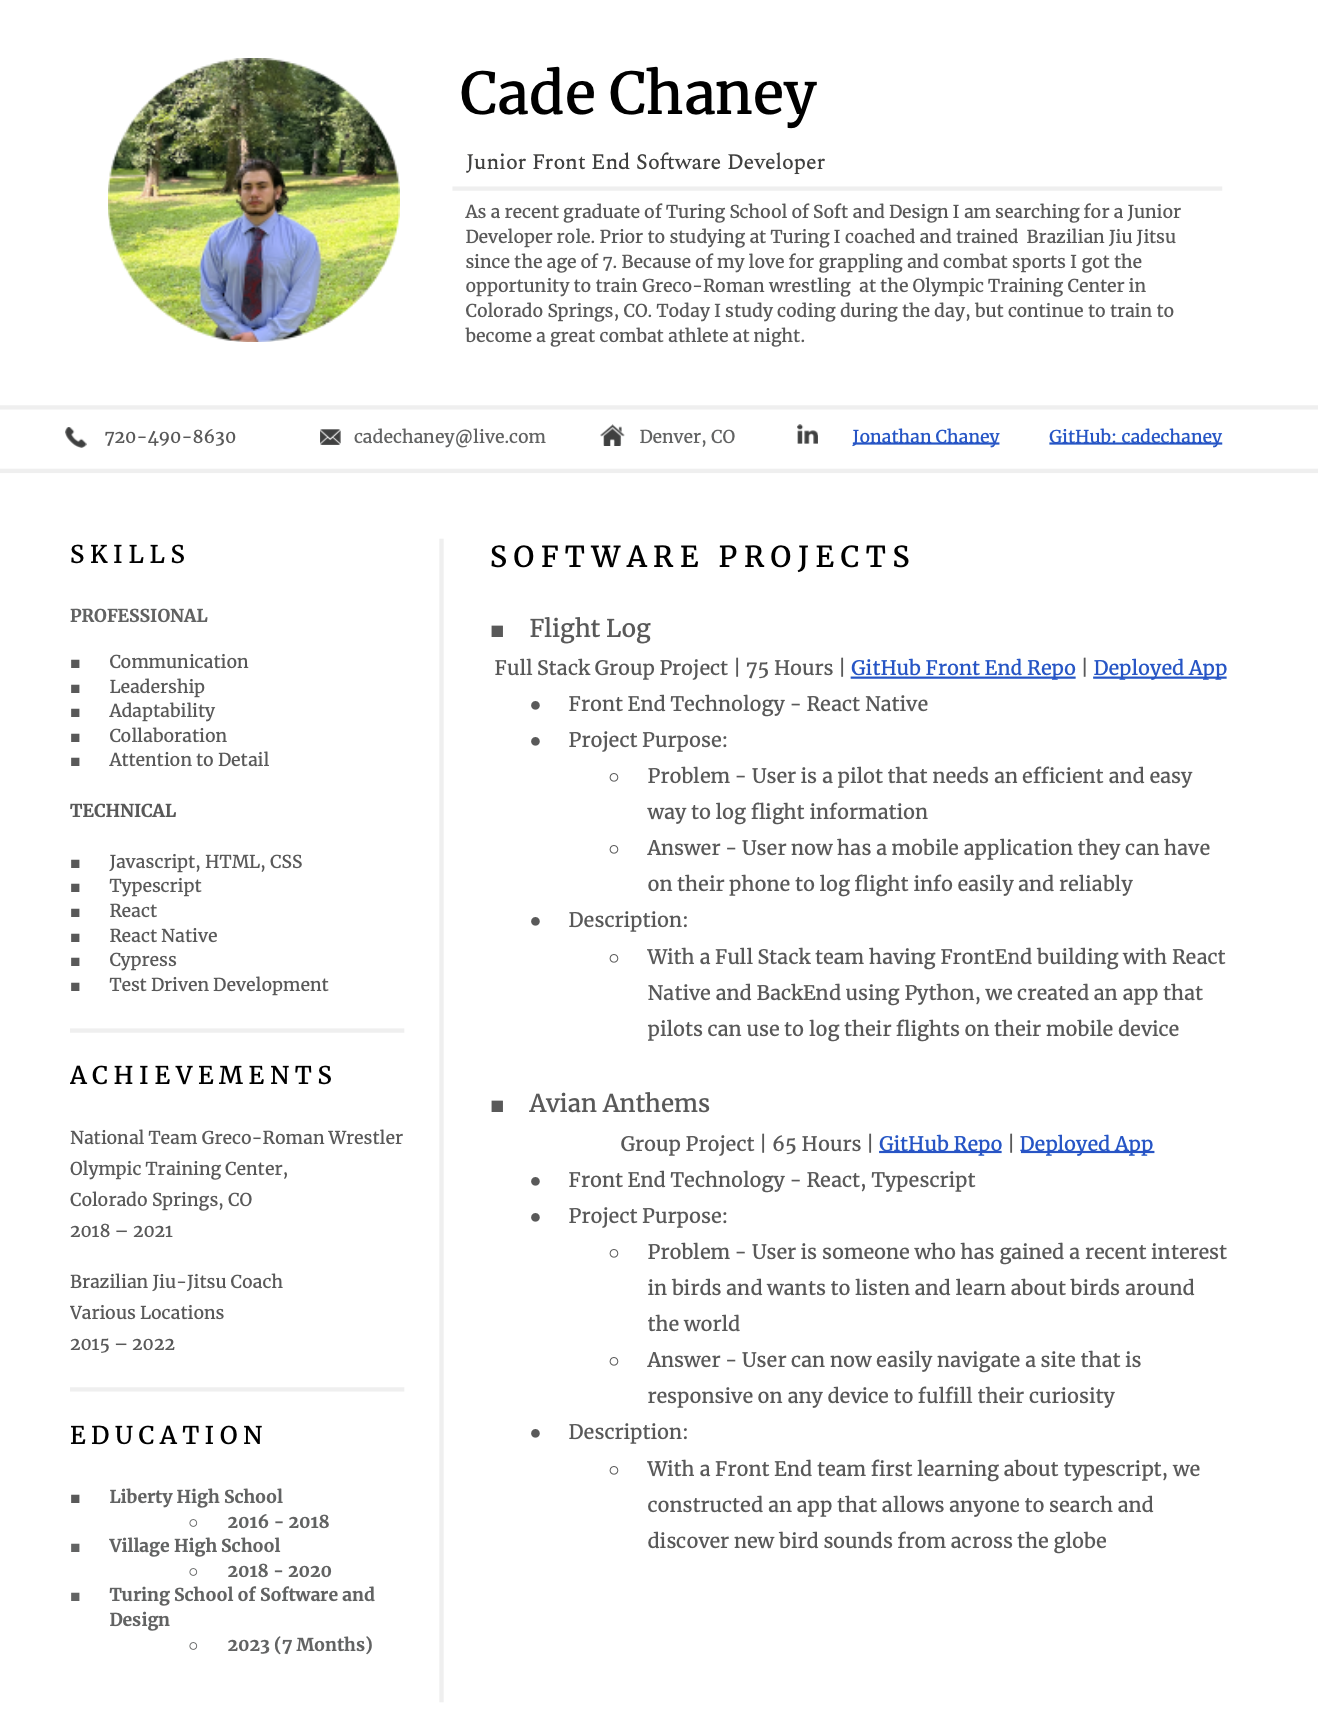 Cade Chaney
Junior Front End Software Developer
As a recent graduate of Turing School of Soft and Design I am searching for a Junior
Developer role. Prior to studying at Turing I coached and trained  Brazilian Jiu Jitsu
since the age of 7. Because of my love for grappling and combat sports I got the
opportunity to train Greco-Roman wrestling  at the Olympic Training Center in
Colorado Springs, CO. Today I study coding during the day, but continue to train to
become a great combat athlete at night.
720-490-8630 cadechaney@live.com Denver, CO in Jonathan Chaney GitHub: cadechaney
SKILLS
PROFESSIONAL
■ Communication
■ Leadership
■ Adaptability
■ Collaboration
■ Attention to Detail
TECHNICAL
■ Javascript, HTML, CSS
■ Typescript
■ React
■ React Native
■ Cypress
■ Test Driven Development
ACHIEVEMENTS
National Team Greco-Roman Wrestler
Olympic Training Center,
Colorado Springs, CO
2018 – 2021
Brazilian Jiu-Jitsu Coach
Various Locations
2015 – 2022
EDUCATION
■ Liberty High School
○ 2016 - 2018
■ Village High School
○ 2018 - 2020
■ Turing School of Software and
Design
○ 2023 (7 Months)
SOFTWARE PROJECTS
■ Flight Log
Full Stack Group Project | 75 Hours | GitHub Front End Repo | Deployed App
● Front End Technology - React Native
● Project Purpose:
○ Problem - User is a pilot that needs an efficient and easy
way to log flight information
○ Answer - User now has a mobile application they can have
on their phone to log flight info easily and reliably
● Description:
○ With a Full Stack team having FrontEnd building with React
Native and BackEnd using Python, we created an app that
pilots can use to log their flights on their mobile device
■ Avian Anthems
Group Project | 65 Hours | GitHub Repo | Deployed App
● Front End Technology - React, Typescript
● Project Purpose:
○ Problem - User is someone who has gained a recent interest
in birds and wants to listen and learn about birds around
the world
○ Answer - User can now easily navigate a site that is
responsive on any device to fulfill their curiosity
● Description:
○ With a Front End team first learning about typescript, we
constructed an app that allows anyone to search and
discover new bird sounds from across the globe